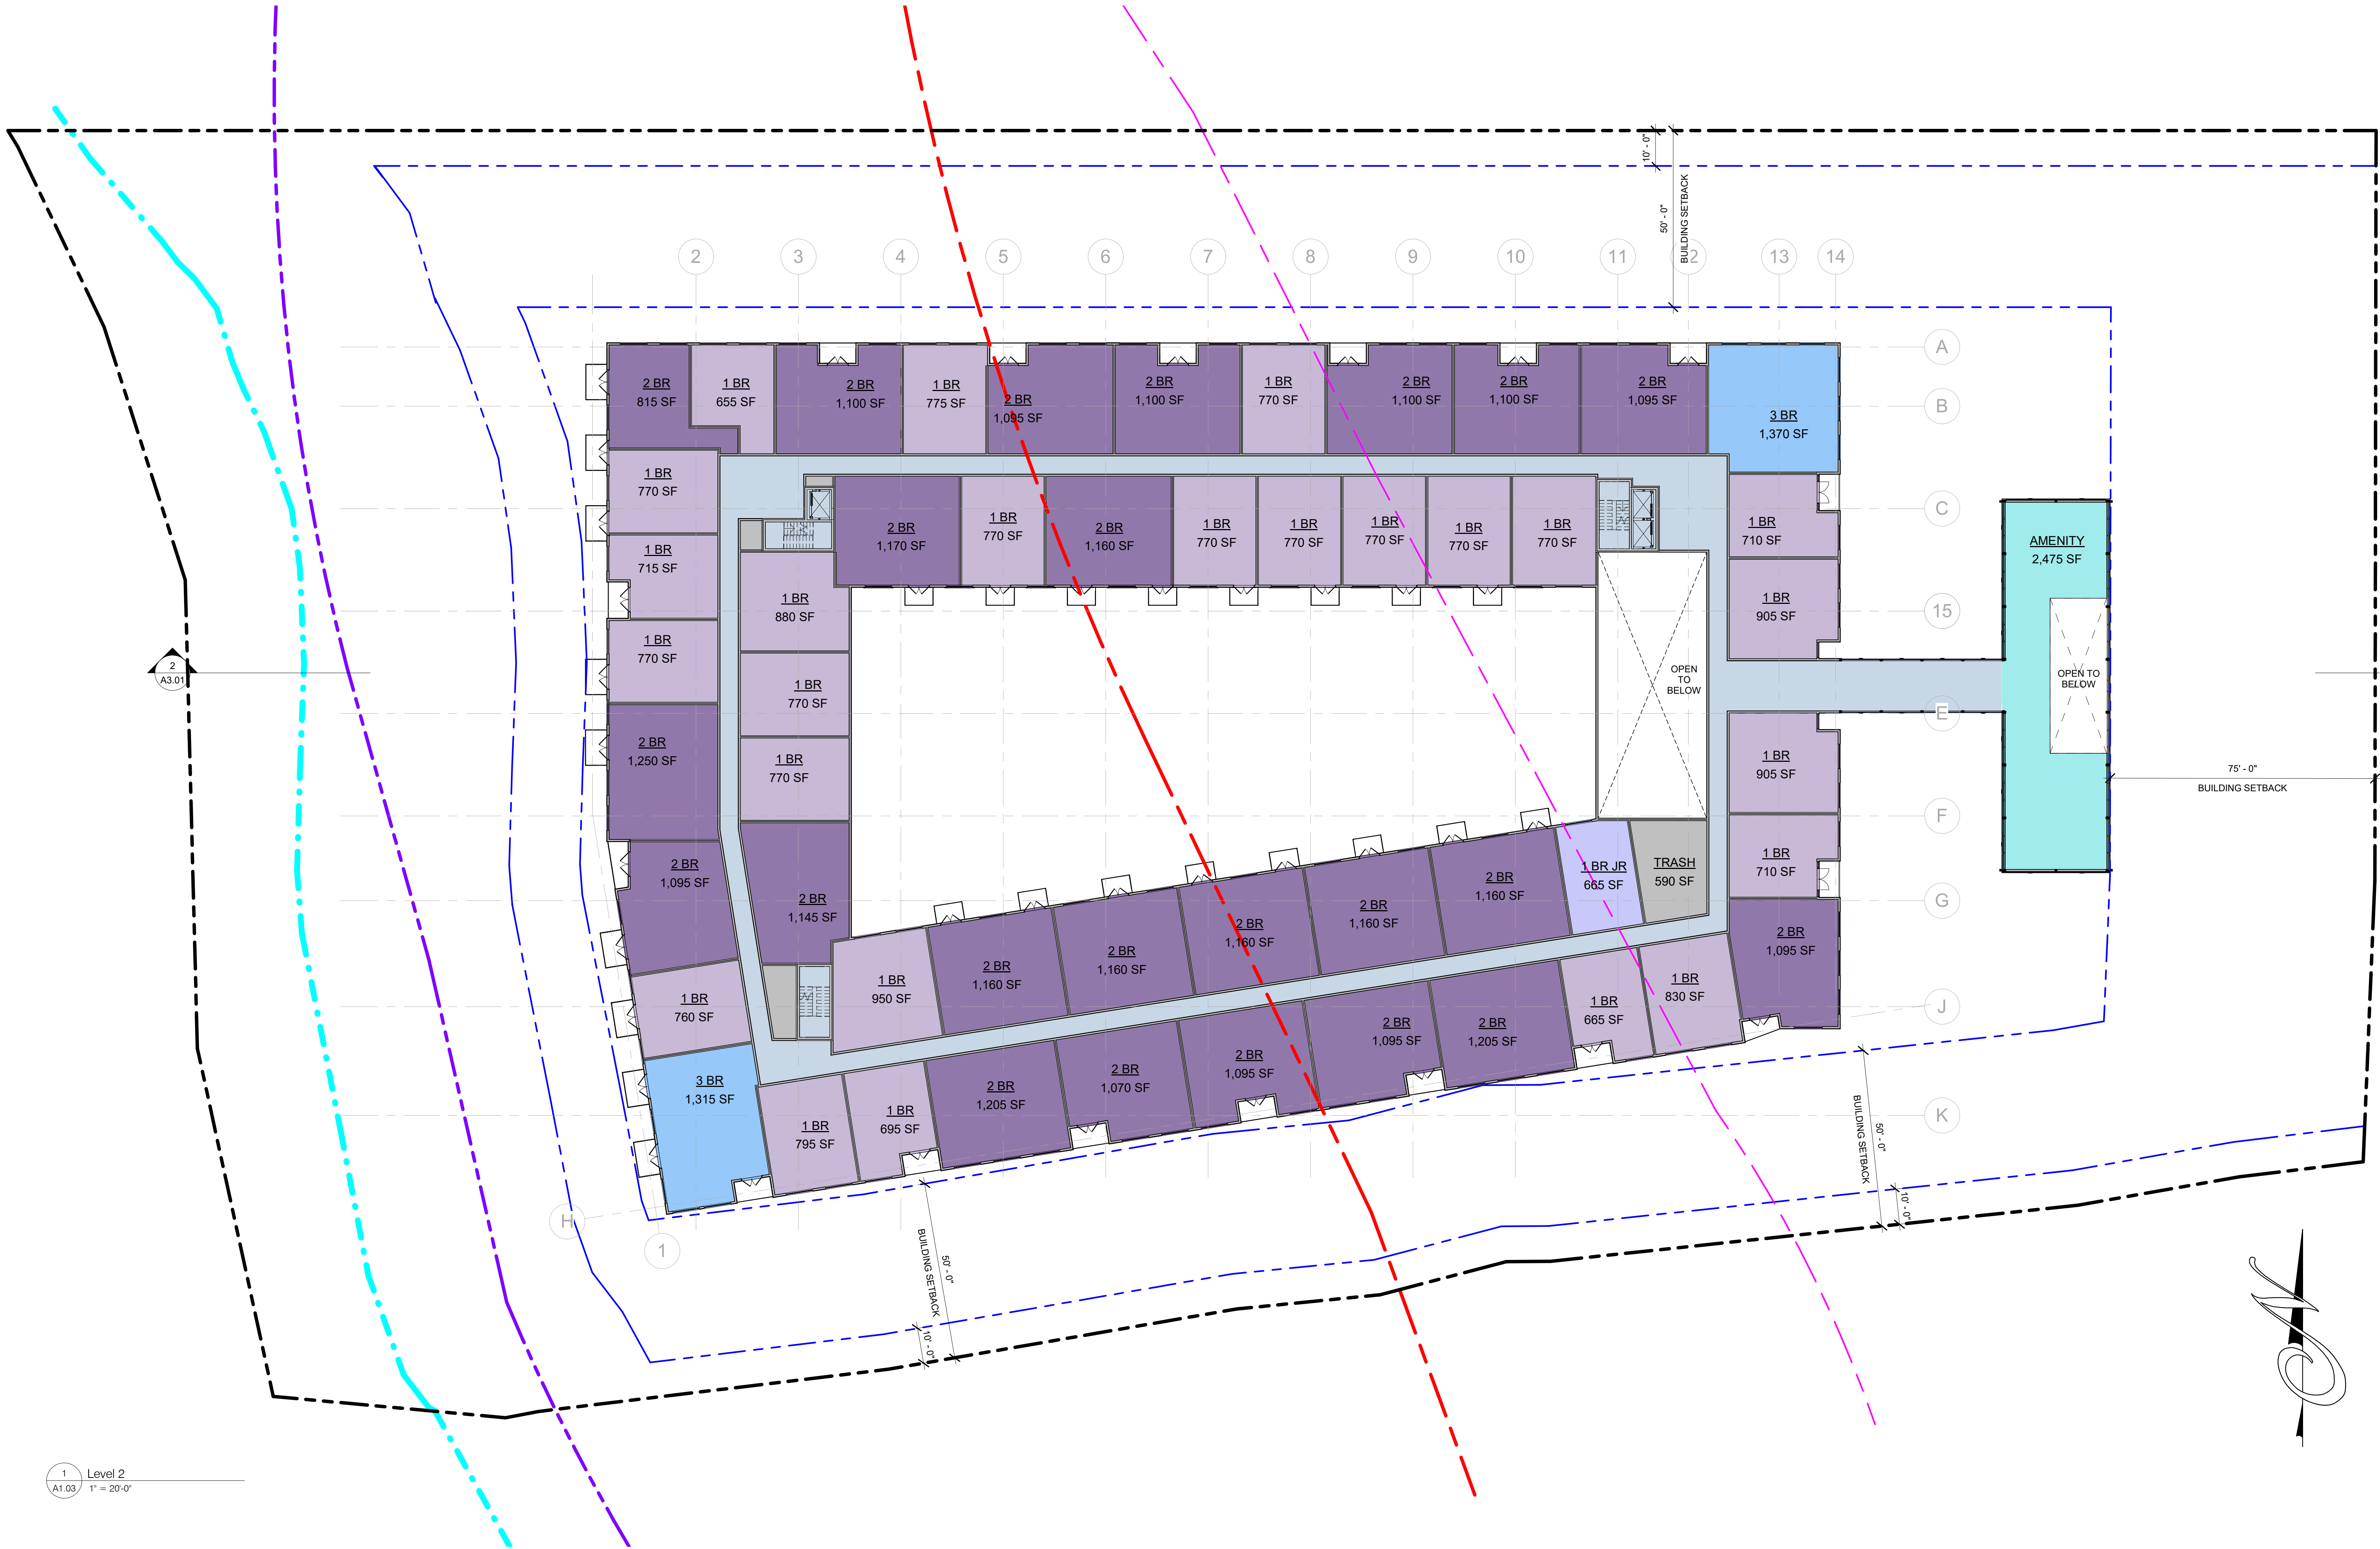 10' - 0"
50' - 0"
BUILDING SETBACK
2
3
4
5
6
7
8
9
10
11
12
13
14
A
2 BR
815 SF
1 BR
655 SF
2 BR
1,100 SF
1 BR
775 SF
2 BR
1,095 SF
2 BR
1,100 SF
1 BR
770 SF
2 BR
1,100 SF
2 BR
1,100 SF
2 BR
1,095 SF
3 BR
1,370 SF
B
1 BR
770 SF
2 BR
1,170 SF
1 BR
770 SF
2 BR
1,160 SF
1 BR
770 SF
1 BR
770 SF
1 BR
770 SF
1 BR
770 SF
1 BR
770 SF
1 BR
710 SF
C
1 BR
715 SF
AMENITY
2,475 SF
1 BR
880 SF
1 BR
905 SF
15
2
A3.01
1 BR
770 SF
1 BR
770 SF
OPEN
TO
BELOW
OPEN TO
BELOW
E
2 BR
1,250 SF
1 BR
770 SF
1 BR
905 SF
75' - 0"
BUILDING SETBACK
F
2 BR
1,095 SF
2 BR
1,145 SF
1 BR JR
665 SF
TRASH
590 SF
1 BR
710 SF
G
1 BR
950 SF
2 BR
1,160 SF
2 BR
1,160 SF
2 BR
1,160 SF
2 BR
1,160 SF
2 BR
1,160 SF
2 BR
1,095 SF
1 BR
760 SF
J
3 BR
1,315 SF
1 BR
795 SF
1 BR
695 SF
2 BR
1,205 SF
2 BR
1,070 SF
2 BR
1,095 SF
2 BR
1,095 SF
2 BR
1,205 SF
1 BR
665 SF
1 BR
830 SF
K
50' - 0"
BUILDING SETBACK
10' - 0"
H
1
50' - 0"
BUILDING SETBACK
10' - 0"
1
A1.03
Level 2
1" = 20'-0"